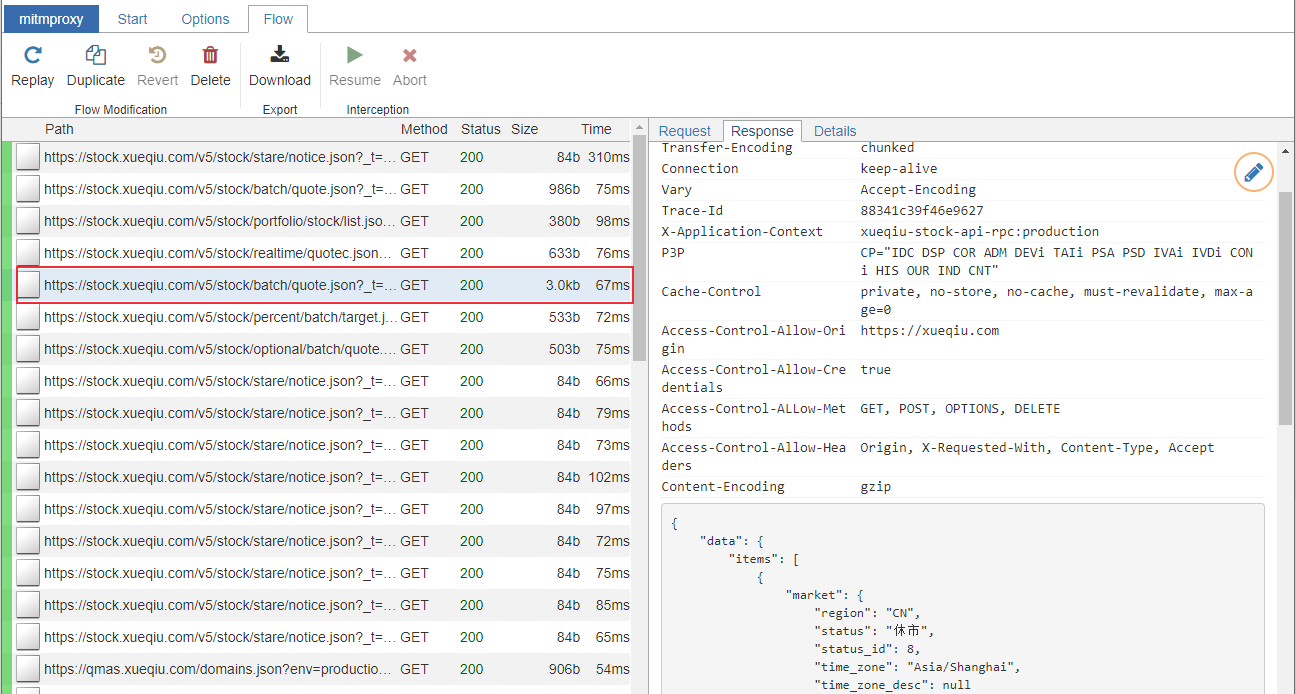 mitmproxy Start Options Flow
Replay Duplicate Revert Delete Download Resume Abort
Flow Modification Export Interception
Path Method Status Size Time
https://stock.xueqiu.com/v5/stock/stare/notice.json?_t=... GET 200 84b 310ms
https://stock.xueqiu.com/v5/stock/batch/quote.json?_t=... GET 200 986b 75ms
https://stock.xueqiu.com/v5/stock/portfolio/stock/list.jso... GET 200 380b 98ms
https://stock.xueqiu.com/v5/stock/realtime/quotec.json... GET 200 633b 76ms
https://stock.xueqiu.com/v5/stock/batch/quote.json?_t=... GET 200 3.0kb 67ms
https://stock.xueqiu.com/v5/stock/percent/batch/target.j... GET 200 533b 72ms
https://stock.xueqiu.com/v5/stock/optional/batch/quote.... GET 200 503b 75ms
https://stock.xueqiu.com/v5/stock/stare/notice.json?_t=... GET 200 84b 66ms
https://stock.xueqiu.com/v5/stock/stare/notice.json?_t=... GET 200 84b 79ms
https://stock.xueqiu.com/v5/stock/stare/notice.json?_t=... GET 200 84b 73ms
https://stock.xueqiu.com/v5/stock/stare/notice.json?_t=... GET 200 84b 102ms
https://stock.xueqiu.com/v5/stock/stare/notice.json?_t=... GET 200 84b 97ms
https://stock.xueqiu.com/v5/stock/stare/notice.json?_t=... GET 200 84b 72ms
https://stock.xueqiu.com/v5/stock/stare/notice.json?_t=... GET 200 84b 75ms
https://stock.xueqiu.com/v5/stock/stare/notice.json?_t=... GET 200 84b 85ms
https://stock.xueqiu.com/v5/stock/stare/notice.json?_t=... GET 200 84b 65ms
https://qmas.xueqiu.com/domains.json?env=productio... GET 200 906b 54ms
Request Response Details
Transfer-Encoding chunked
Connection keep-alive
Vary Accept-Encoding
Trace-Id 88341c39f46e9627
X-Application-Context xueqiu-stock-api-rpc:production
P3P CP="IDC DSP COR ADM DEVi TAIi PSA PSD IVAi IVDi CON
i HIS OUR IND CNT"
Cache-Control private, no-store, no-cache, must-revalidate, max-a
ge=0
Access-Control-Allow-Ori https://xueqiu.com
gin
Access-Control-Allow-Cre true
dentials
Access-Control-ALLow-Met GET, POST, OPTIONS, DELETE
hods
Access-Control-Allow-Hea Origin, X-Requested-With, Content-Type, Accept
ders
Content-Encoding gzip
{
"data": {
"items": [
{
"market": {
"region": "CN",
"status": "休市",
"status_id": 8,
"time_zone": "Asia/Shanghai",
"time_zone_desc": null